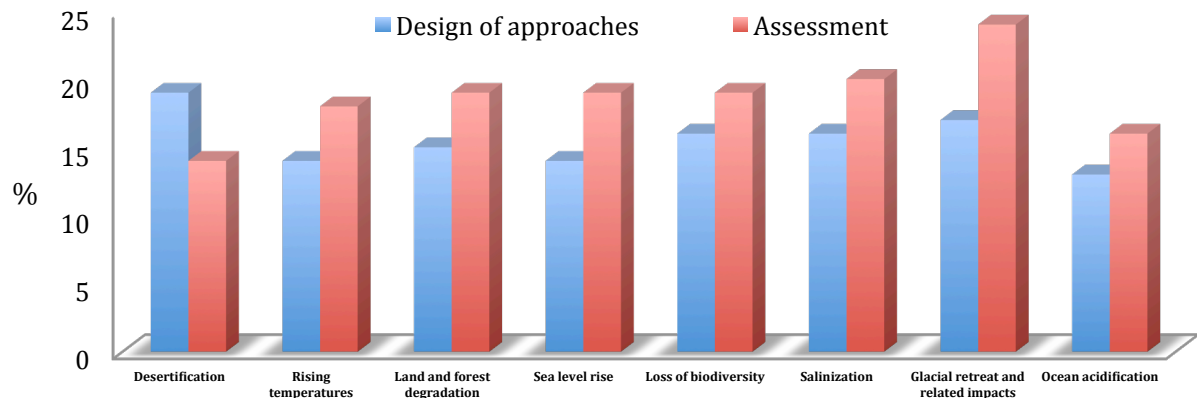 25
Design of approaches
Assessment
20
15
%
10
5
0
Desertification
Rising
temperatures
Land and forest
degradation
Sea level rise
Loss of biodiversity
Salinization
Glacial retreat and
related impacts
Ocean acidification